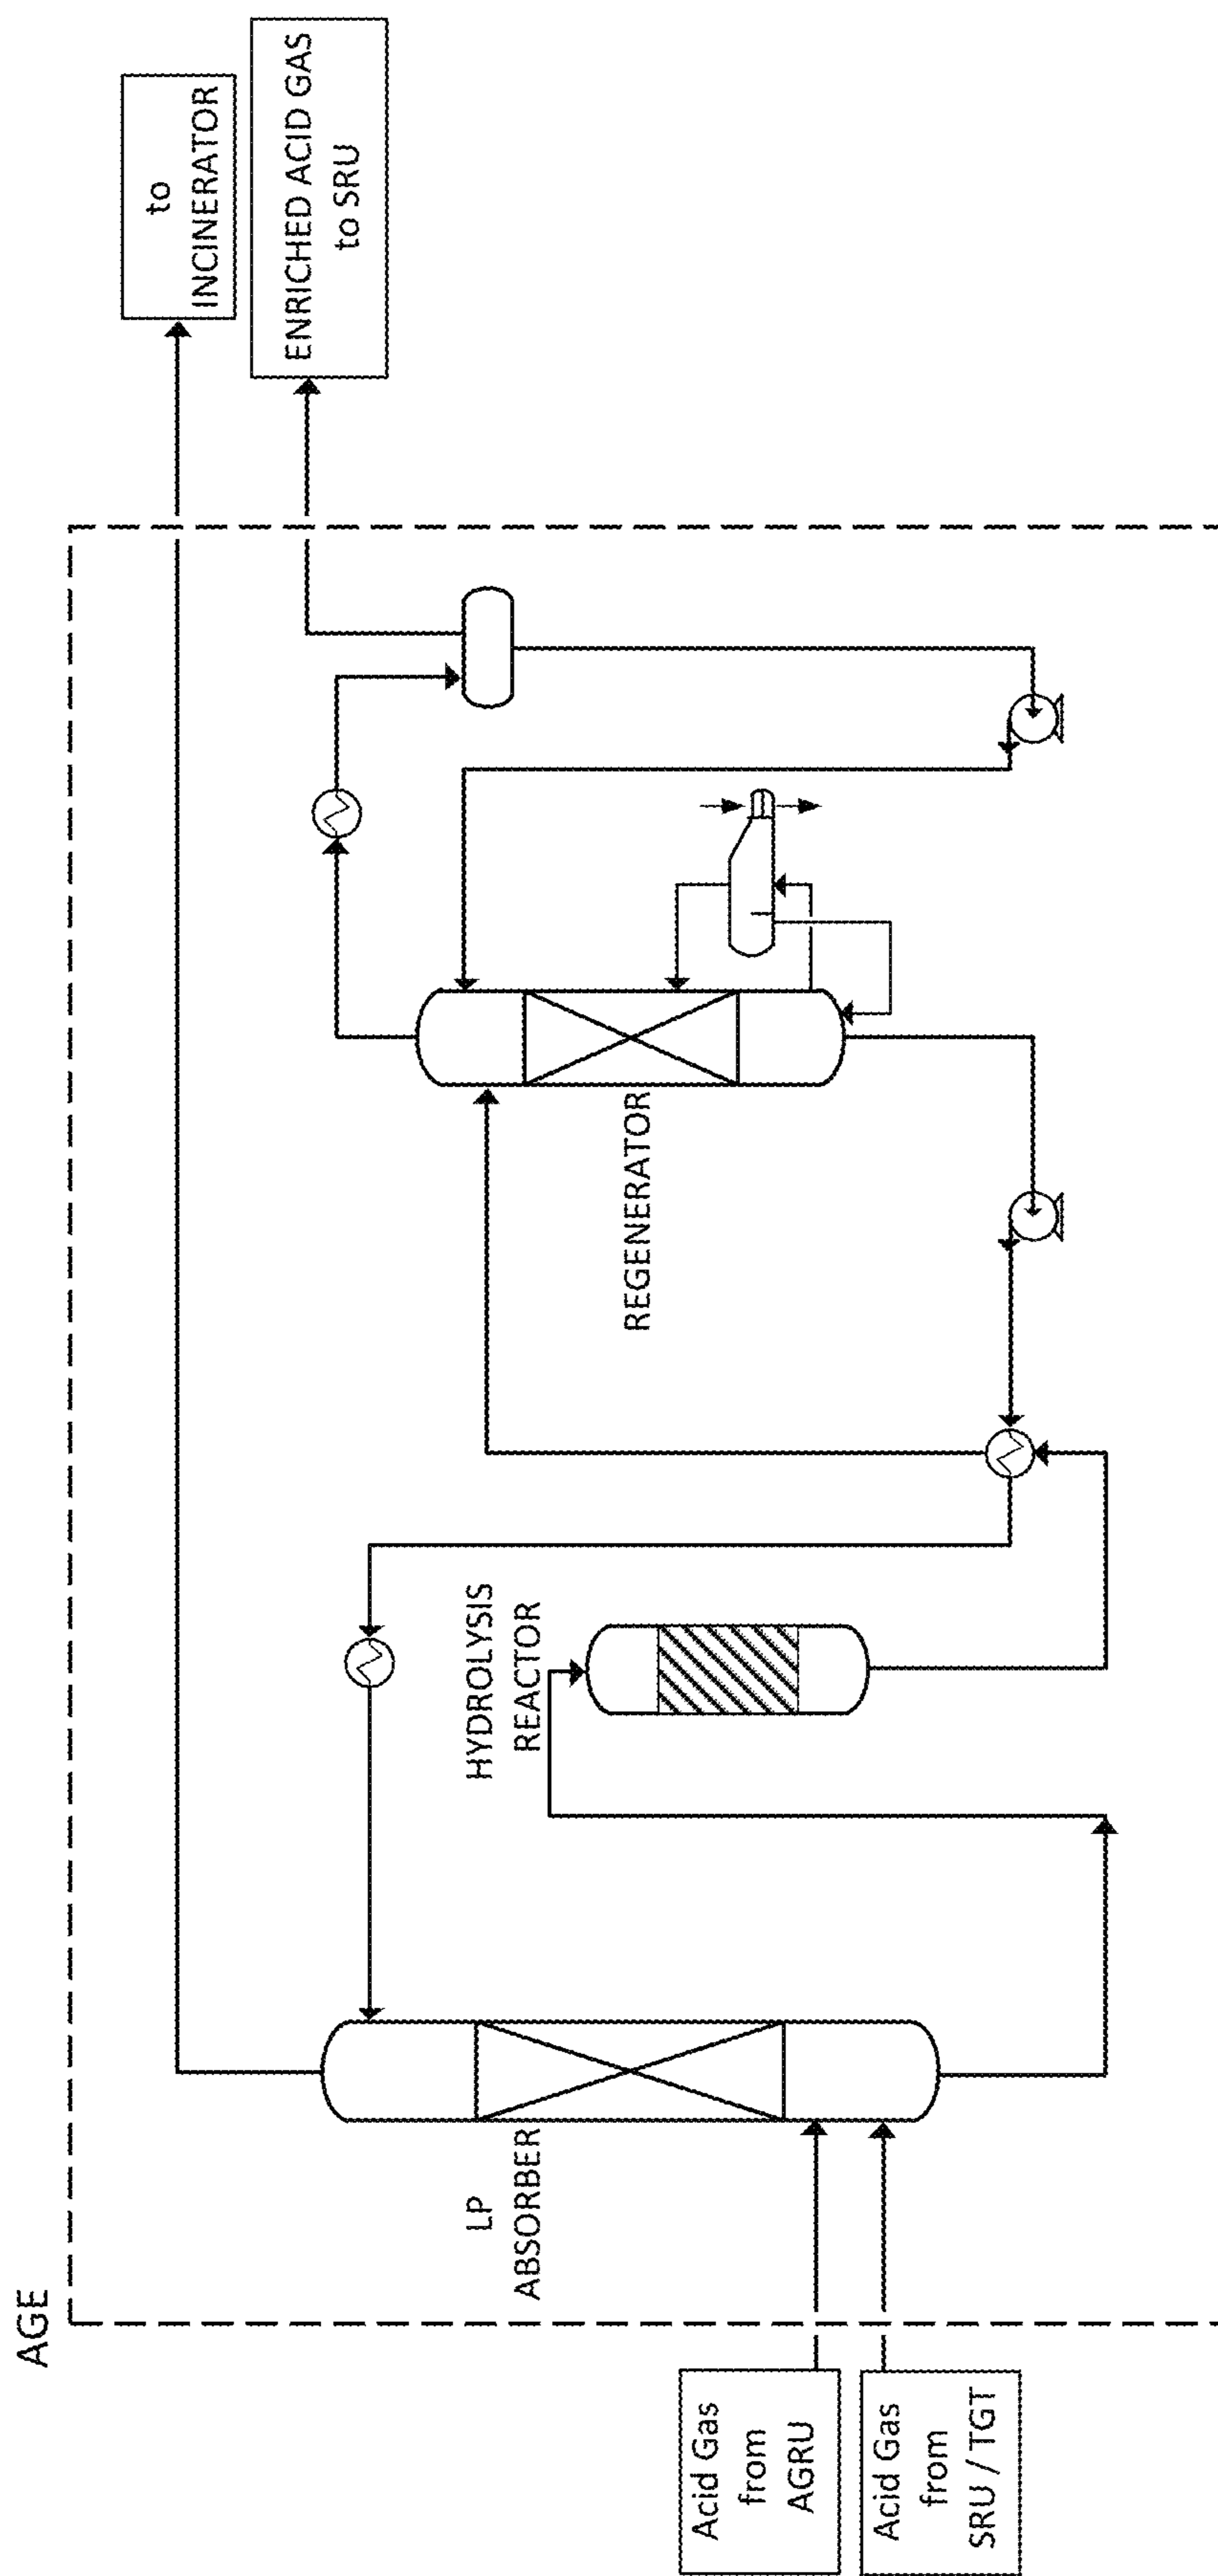 AGE
to
INCINERATOR
ENRICHED ACID GAS
to SRU
LP
ABSORBER
HYDROLYSIS
REACTOR
REGENERATOR
Acid Gas
from
AGRU
Acid Gas
from
SRU / TGT